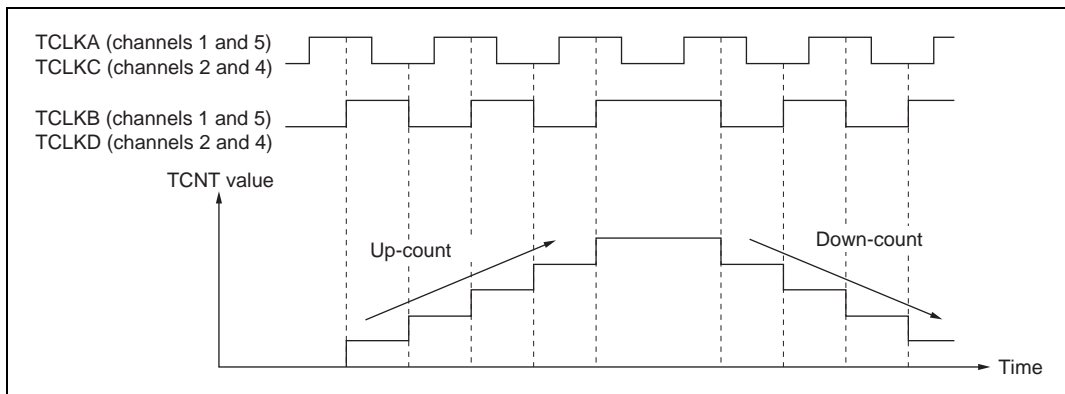 TCLKA (channels 1 and 5)
TCLKC (channels 2 and 4)
TCLKB (channels 1 and 5)
TCLKD (channels 2 and 4)
TCNT value
Up-count
Down-count
Time